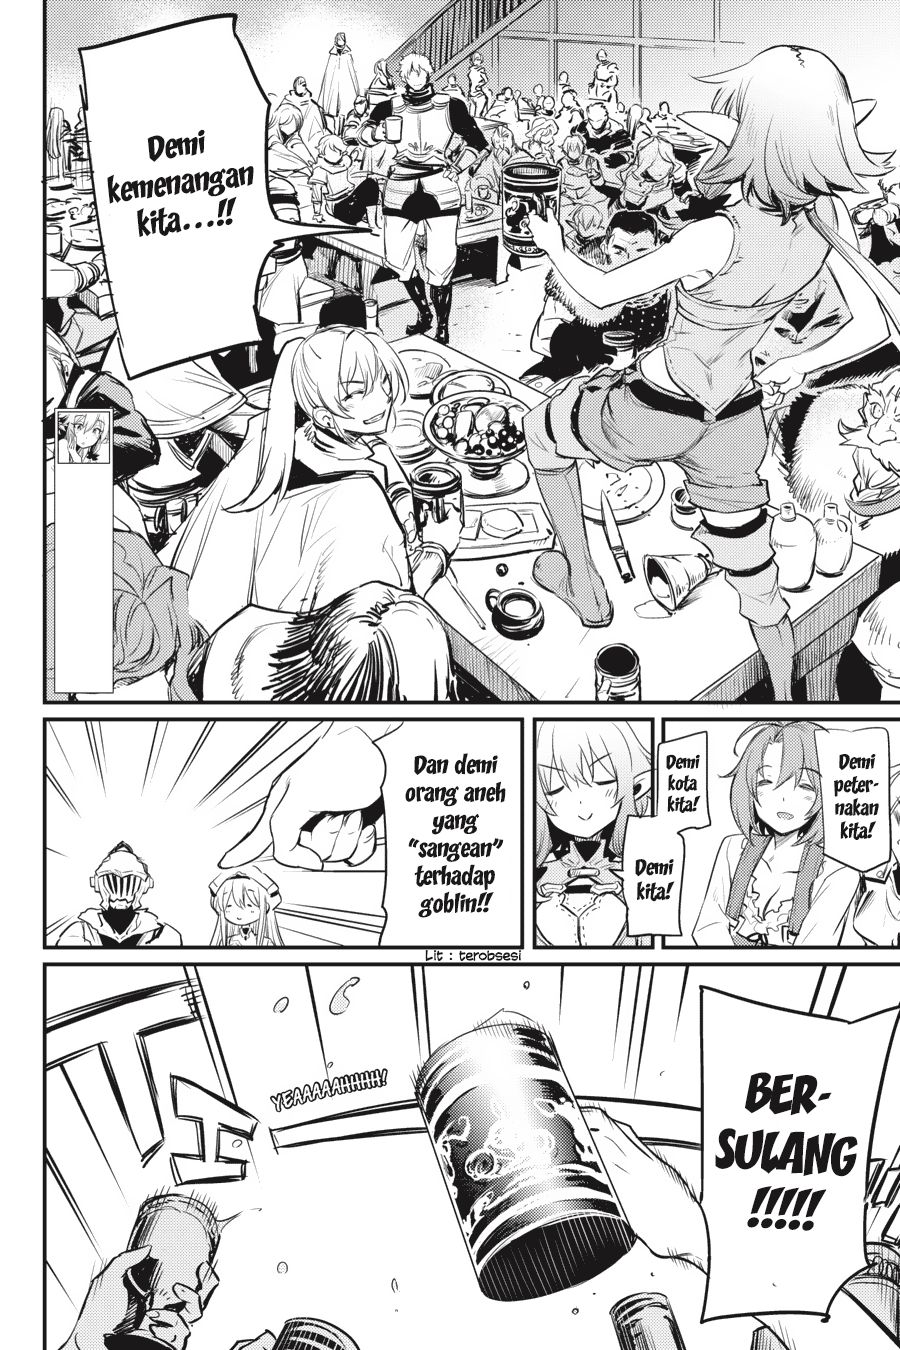 Demi
kemenangan
kita...!!
Demi
peter-
nakan
kita!
Demi
kota
kita!
Demi
kita!
Dan demi
orang aneh
yang
"sangean"
terhadap
goblin!!
Lit : terobsesi
YEAAAAAHHHH!
BER-
SULANG
!!!!!